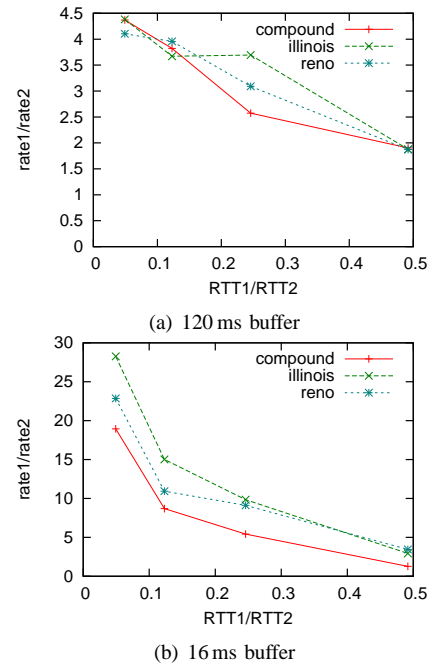 4.5
4
3.5
3
2.5
2
1.5
1
0.5
0
rate1/rate2
compound
illinois
reno
0 0.1 0.2 0.3 0.4 0.5
RTT1/RTT2
(a) 120 ms buffer
30
25
20
15
10
5
0
rate1/rate2
compound
illinois
reno
0 0.1 0.2 0.3 0.4 0.5
RTT1/RTT2
(b) 16 ms buffer